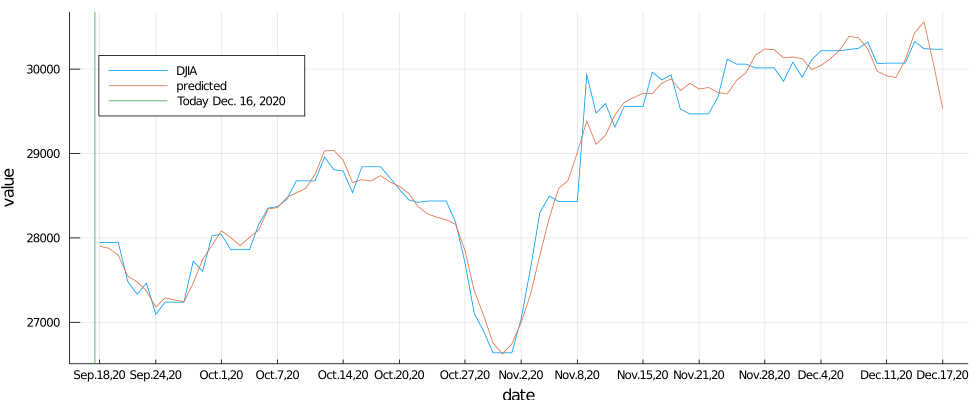 value
30000
29000
28000
27000
DJIA
predicted
Today Dec. 16, 2020
Sep.18,20 Sep.24,20 Oct.1,20 Oct.7,20 Oct.14,20 Oct.20,20 Oct.27,20 Nov.2,20 Nov.8,20 Nov.15,20 Nov.21,20 Nov.28,20 Dec.4,20 Dec.11,20 Dec.17,20
date